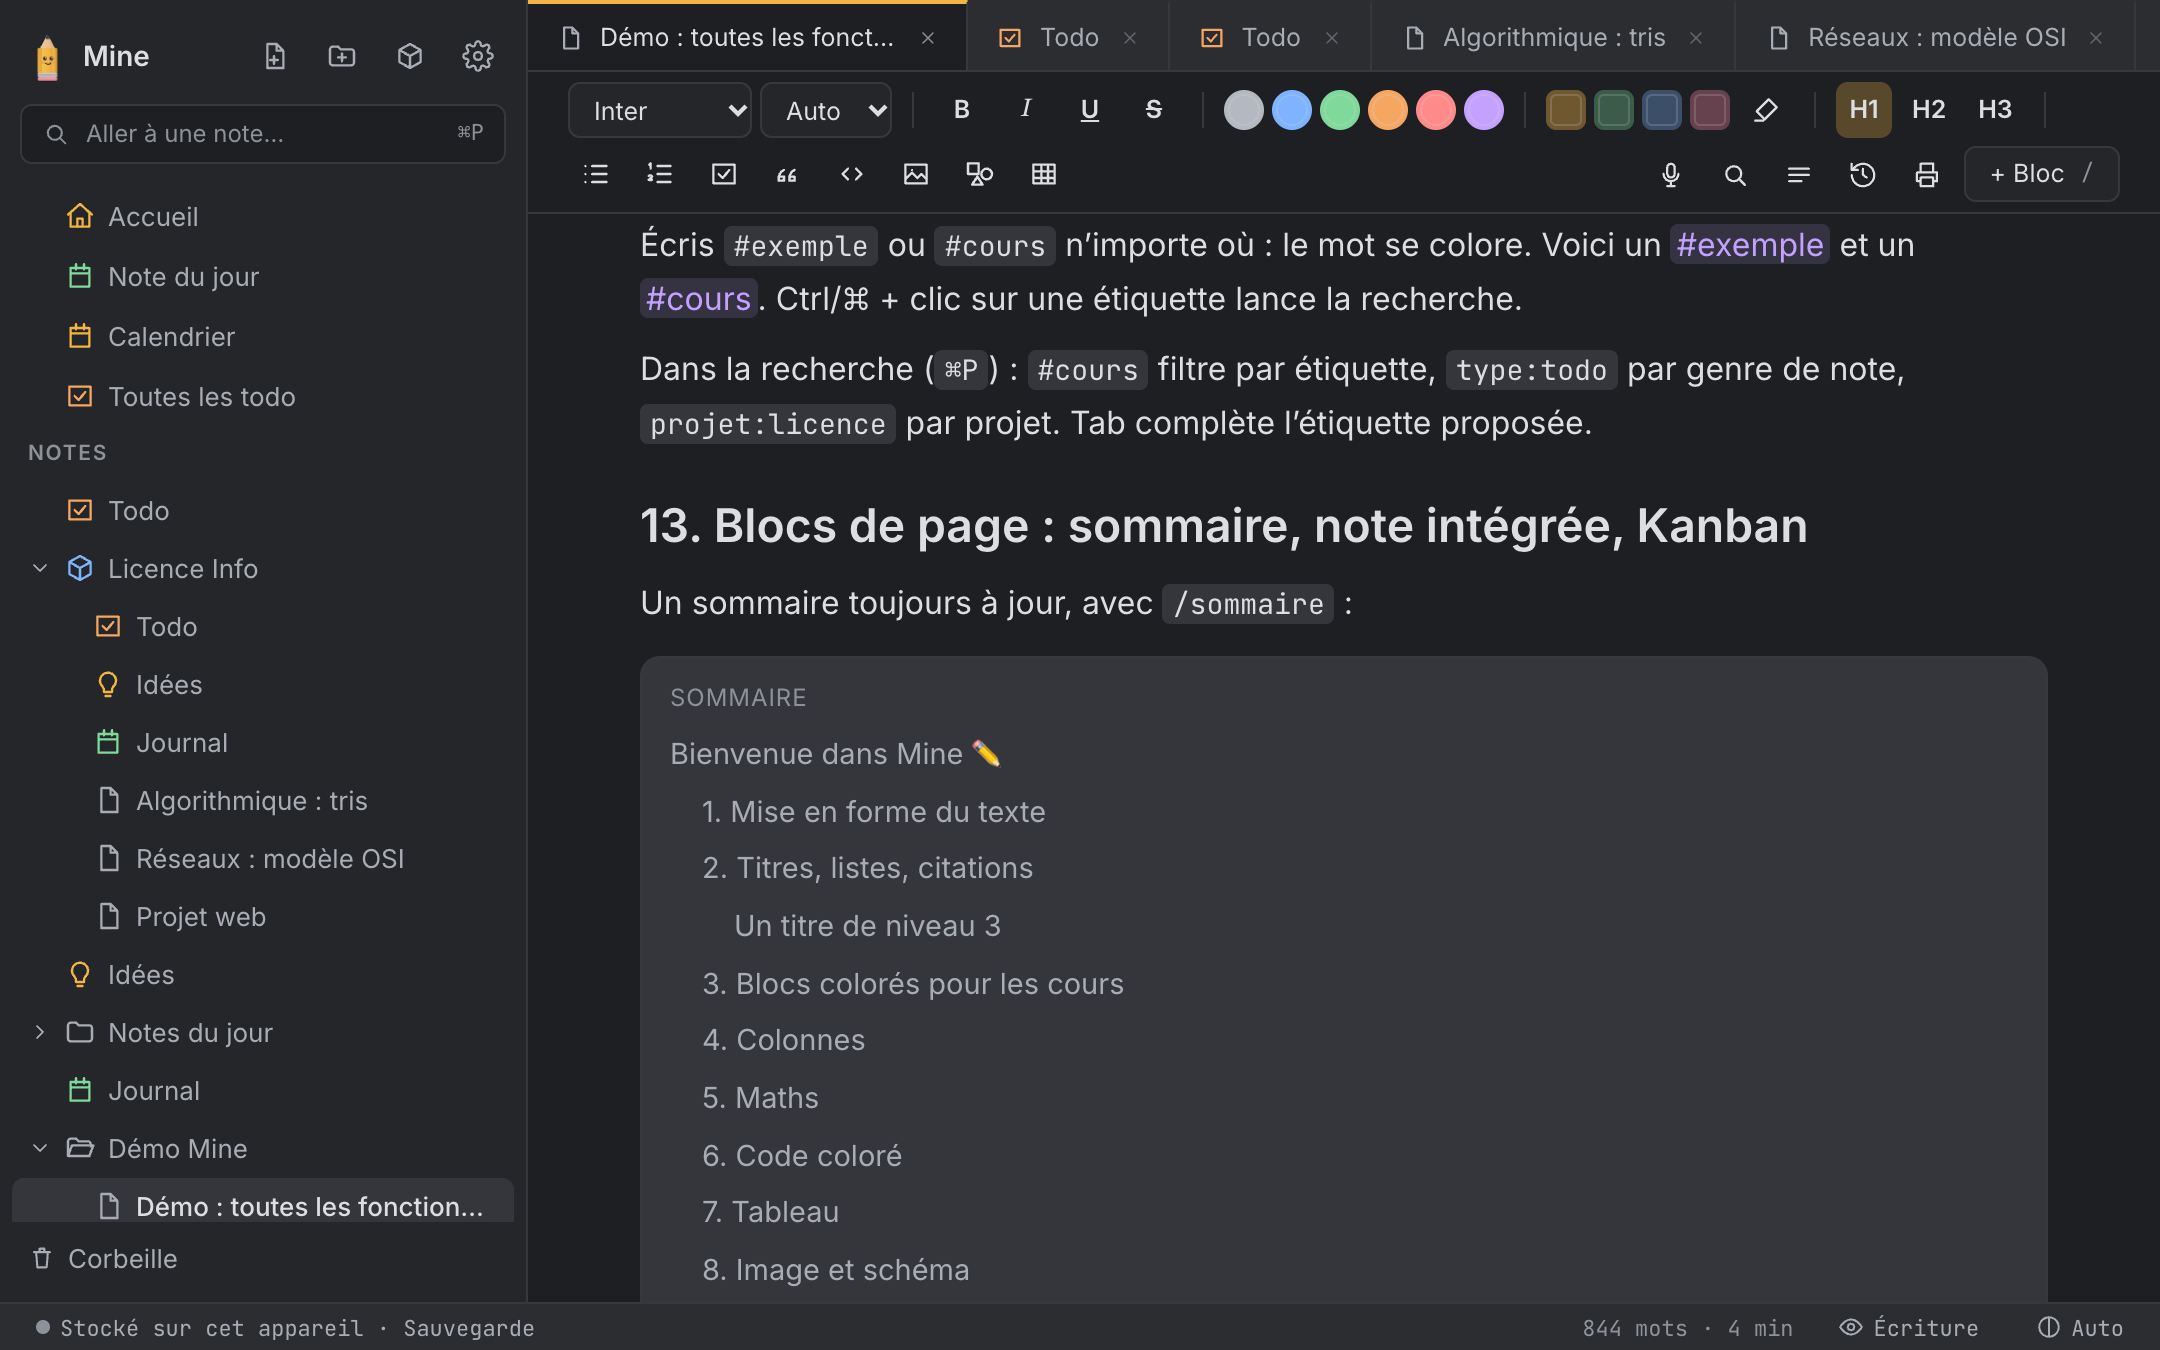 Mine
Aller à une note... ⌘P
Accueil
Note du jour
Calendrier
Toutes les todo
NOTES
Todo
Licence Info
Todo
Idées
Journal
Algorithmique : tris
Réseaux : modèle OSI
Projet web
Idées
Notes du jour
Journal
Démo Mine
Démo : toutes les fonction...
Corbeille
Démo : toutes les fonct...
Todo
Todo
Algorithmique : tris
Réseaux : modèle OSI
Inter Auto B I U S H1 H2 H3
+ Bloc /
Écris #exemple ou #cours n’importe où : le mot se colore. Voici un #exemple et un
#cours. Ctrl/⌘ + clic sur une étiquette lance la recherche.
Dans la recherche (⌘P) : #cours filtre par étiquette, type:todo par genre de note,
projet:licence par projet. Tab complète l’étiquette proposée.
13. Blocs de page : sommaire, note intégrée, Kanban
Un sommaire toujours à jour, avec /sommaire :
SOMMAIRE
Bienvenue dans Mine ✏️
1. Mise en forme du texte
2. Titres, listes, citations
Un titre de niveau 3
3. Blocs colorés pour les cours
4. Colonnes
5. Maths
6. Code coloré
7. Tableau
8. Image et schéma
Stocké sur cet appareil · Sauvegarde
844 mots · 4 min
Écriture
Auto